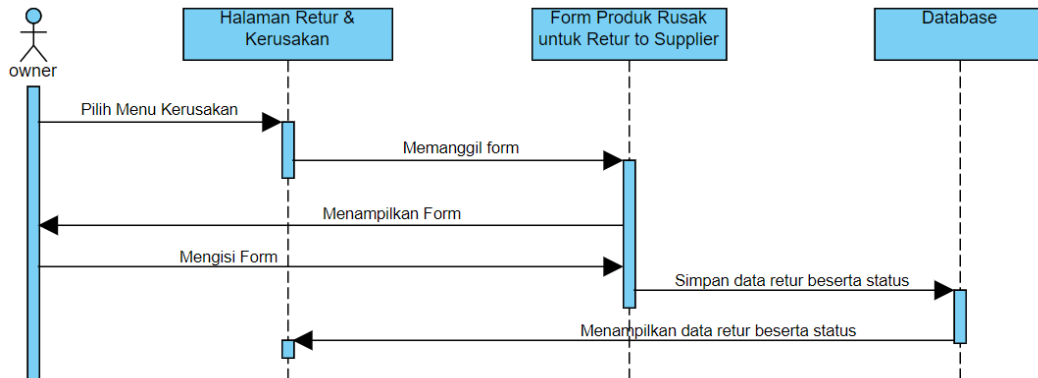 Halaman Retur &
Kerusakan
Form Produk Rusak
untuk Retur to Supplier
Database
owner
Pilih Menu Kerusakan
Memanggil form
Menampilkan Form
Mengisi Form
Simpan data retur beserta status
Menampilkan data retur beserta status